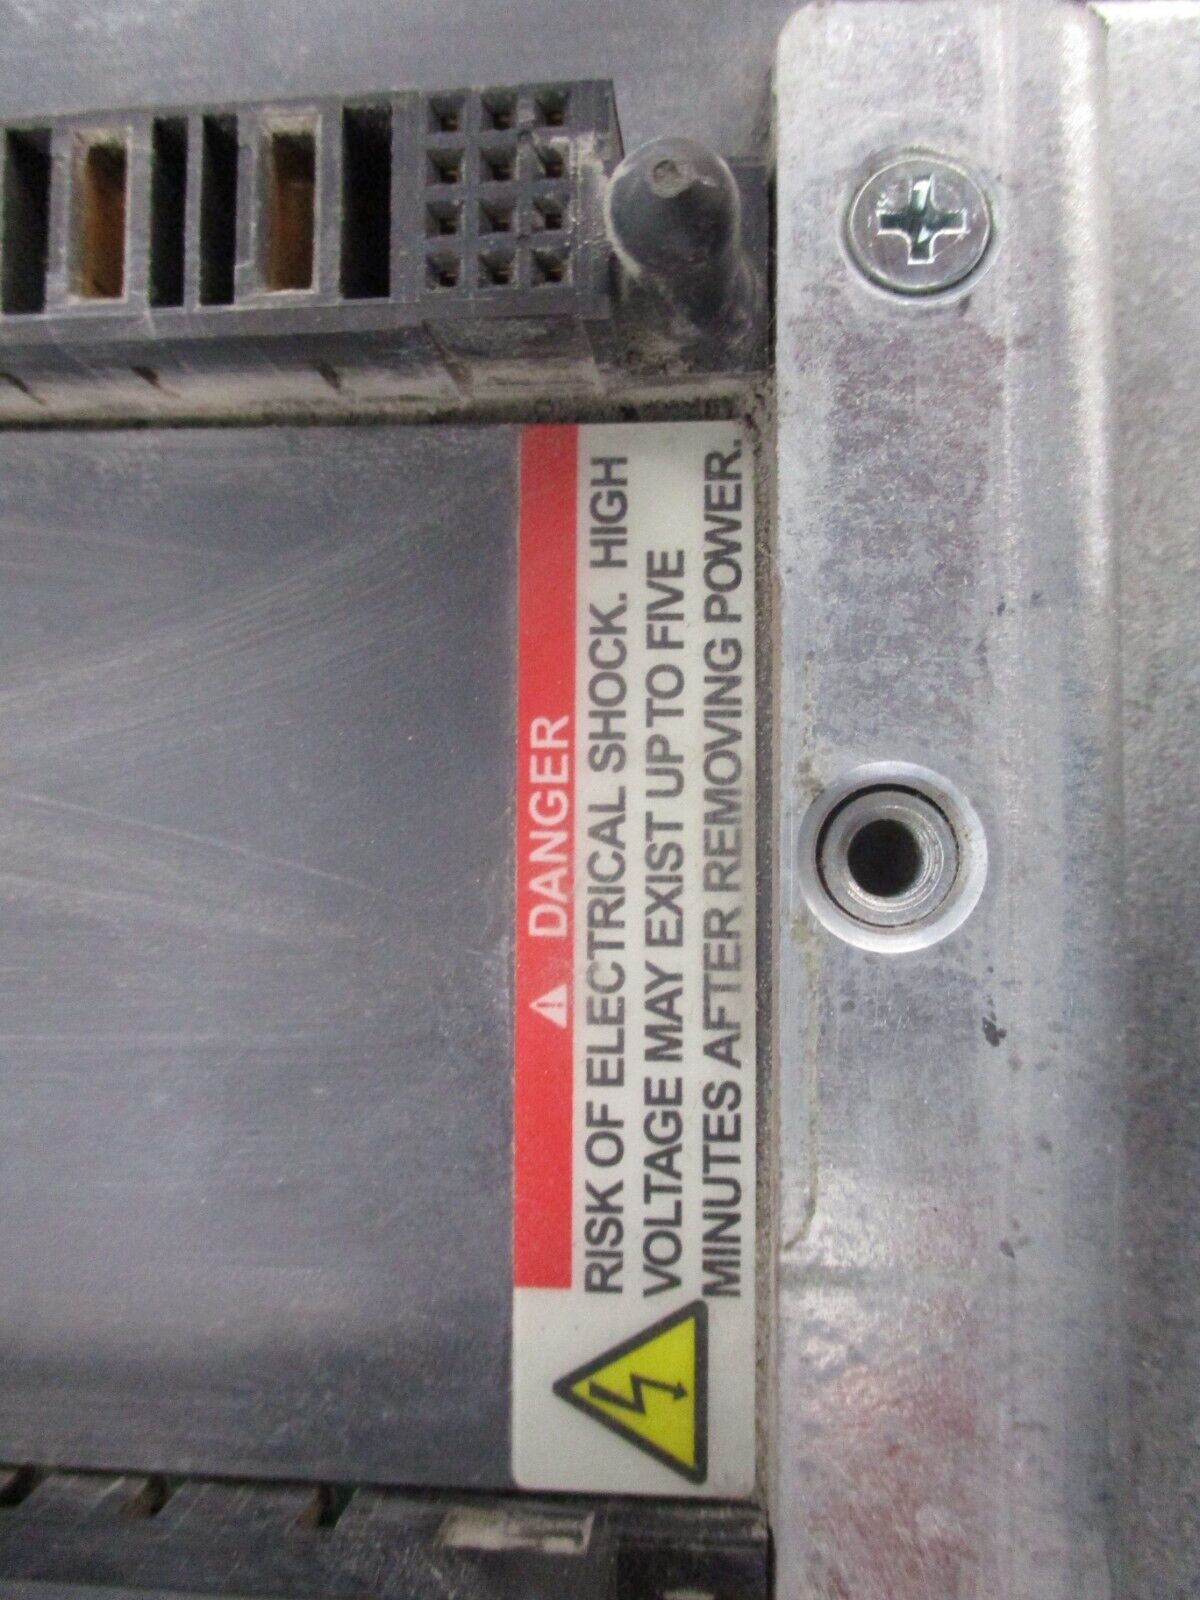 ⚠ DANGER
RISK OF ELECTRICAL SHOCK. HIGH
VOLTAGE MAY EXIST UP TO FIVE
MINUTES AFTER REMOVING POWER.